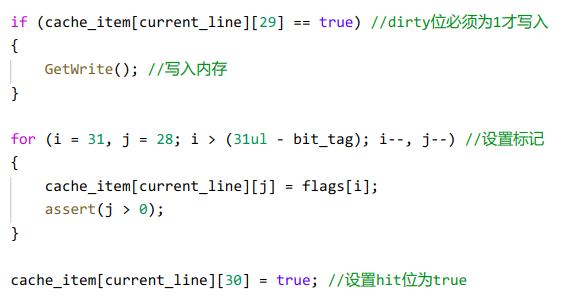 if (cache_item[current_line][29] == true) //dirty位必须为1才写入
{
    GetWrite(); //写入内存
}
for (i = 31, j = 28; i > (31ul - bit_tag); i--, j--) //设置标记
{
    cache_item[current_line][j] = flags[i];
    assert(j > 0);
}
cache_item[current_line][30] = true; //设置hit位为true